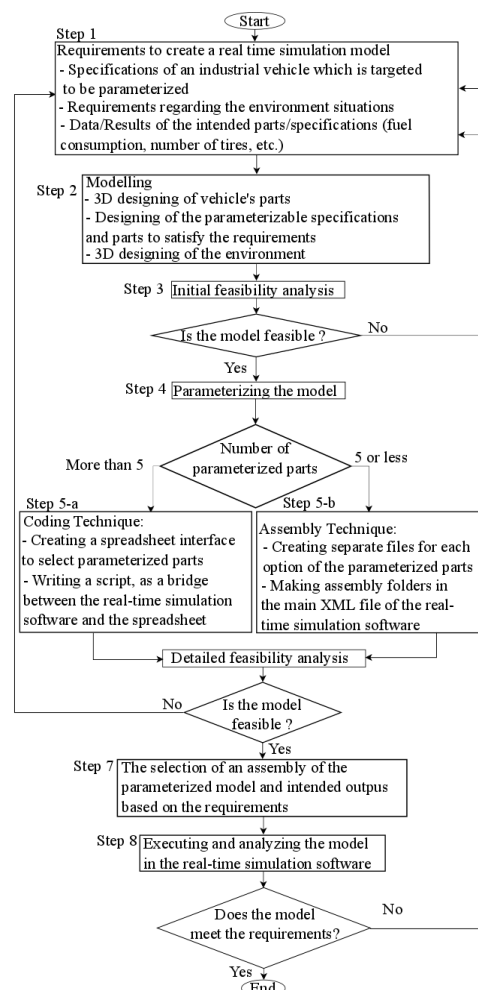 Start
Step 1
Requirements to create a real time simulation model
- Specifications of an industrial vehicle which is targeted
to be parameterized
- Requirements regarding the environment situations
- Data/Results of the intended parts/specifications (fuel
consumption, number of tires, etc.)
Step 2
Modelling
- 3D designing of vehicle's parts
- Designing of the parameterizable specifications
and parts to satisfy the requirements
- 3D designing of the environment
Step 3
Initial feasibility analysis
Is the model feasible ?
No
Yes
Step 4
Parameterizing the model
Number of
parameterized parts
More than 5
5 or less
Step 5-a
Coding Technique:
- Creating a spreadsheet interface
to select parameterized parts
- Writing a script, as a bridge
between the real-time simulation
software and the spreadsheet
Step 5-b
Assembly Technique:
- Creating separate files for each
option of the parameterized parts
- Making assembly folders in
the main XML file of the real-
time simulation software
Detailed feasibility analysis
No
Is the model
feasible ?
Yes
Step 7
The selection of an assembly of the
parameterized model and intended outpus
based on the requirements
Step 8
Executing and analyzing the model
in the real-time simulation software
Does the model
meet the requirements?
No
Yes
End